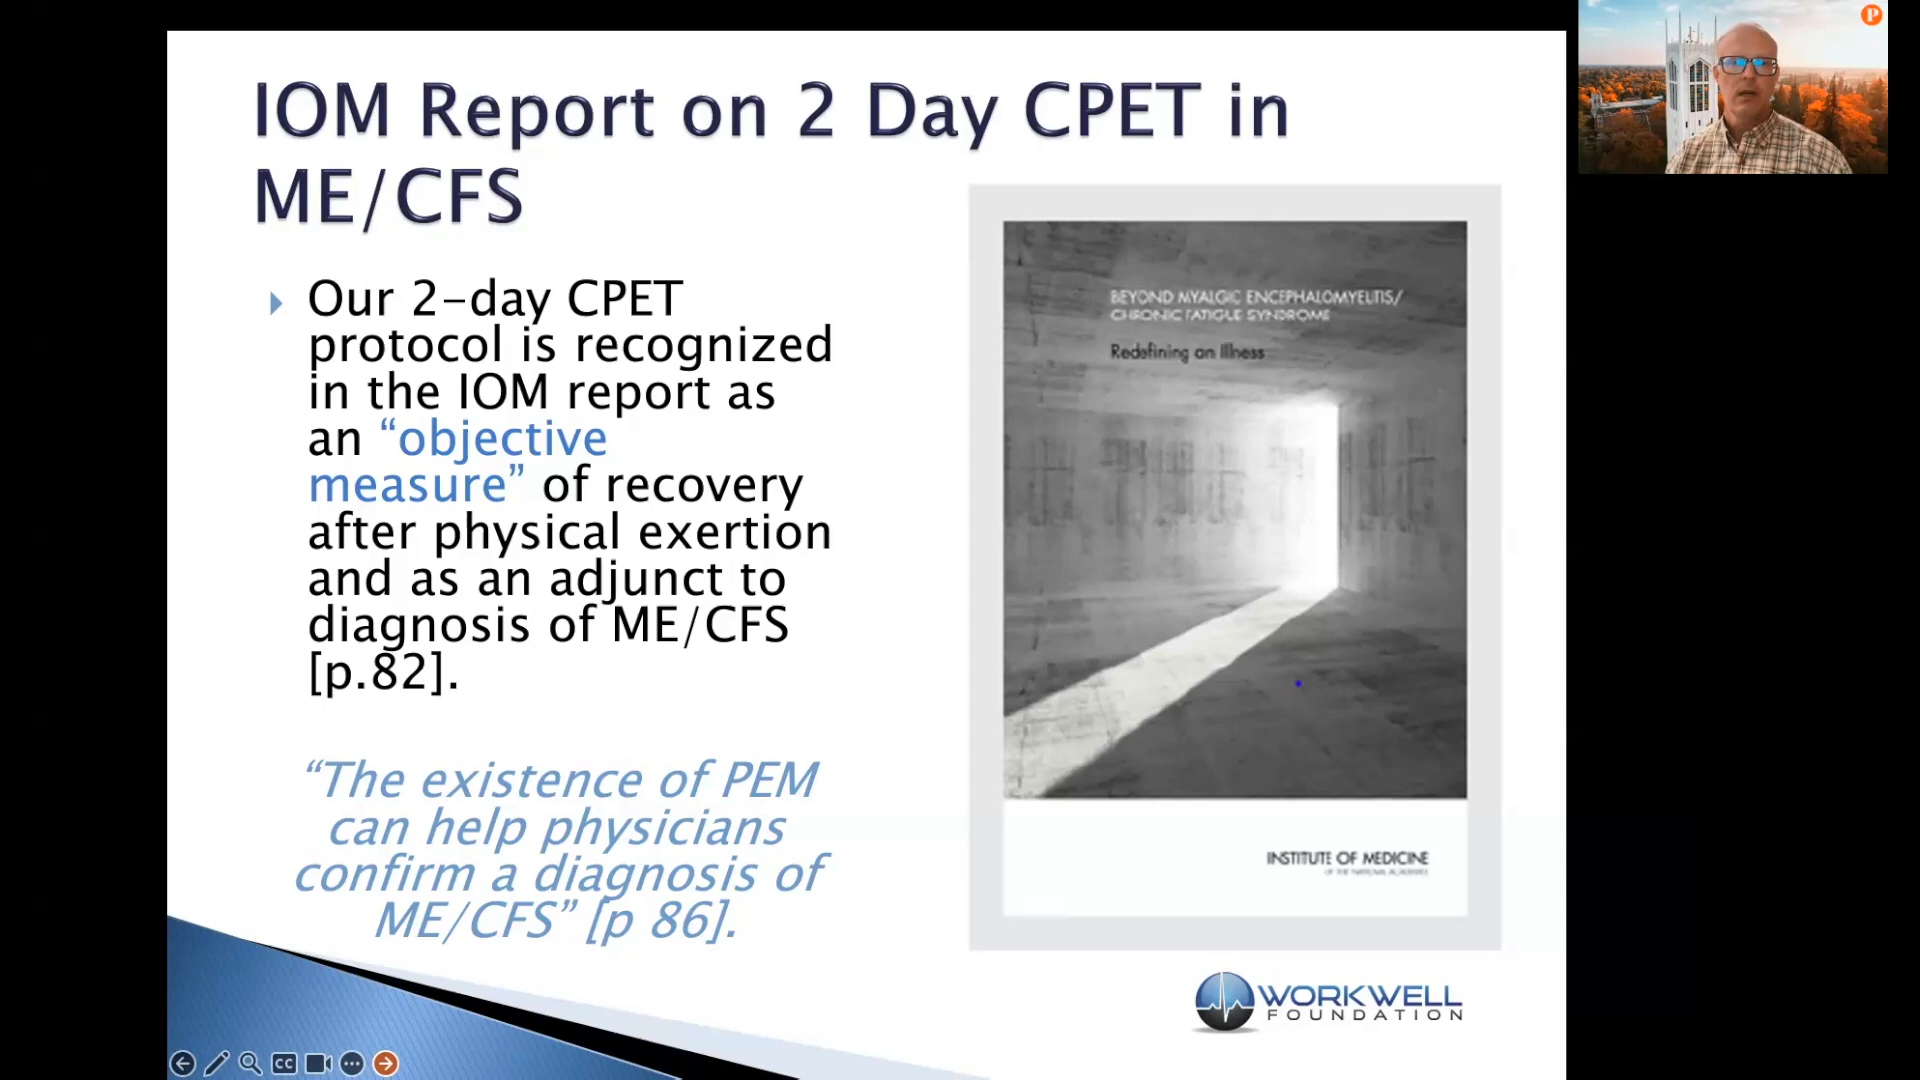 IOM Report on 2 Day CPET in
ME/CFS
Our 2-day CPET
protocol is recognized
in the IOM report as
an “objective
measure” of recovery
after physical exertion
and as an adjunct to
diagnosis of ME/CFS
[p.82].
“The existence of PEM
can help physicians
confirm a diagnosis of
ME/CFS” [p 86].
BEYOND MYALGIC ENCEPHALOMYELITIS/
CHRONIC FATIGUE SYNDROME
Redefining an Illness
INSTITUTE OF MEDICINE
OF THE NATIONAL ACADEMIES
WORKWELL
FOUNDATION
CC
P